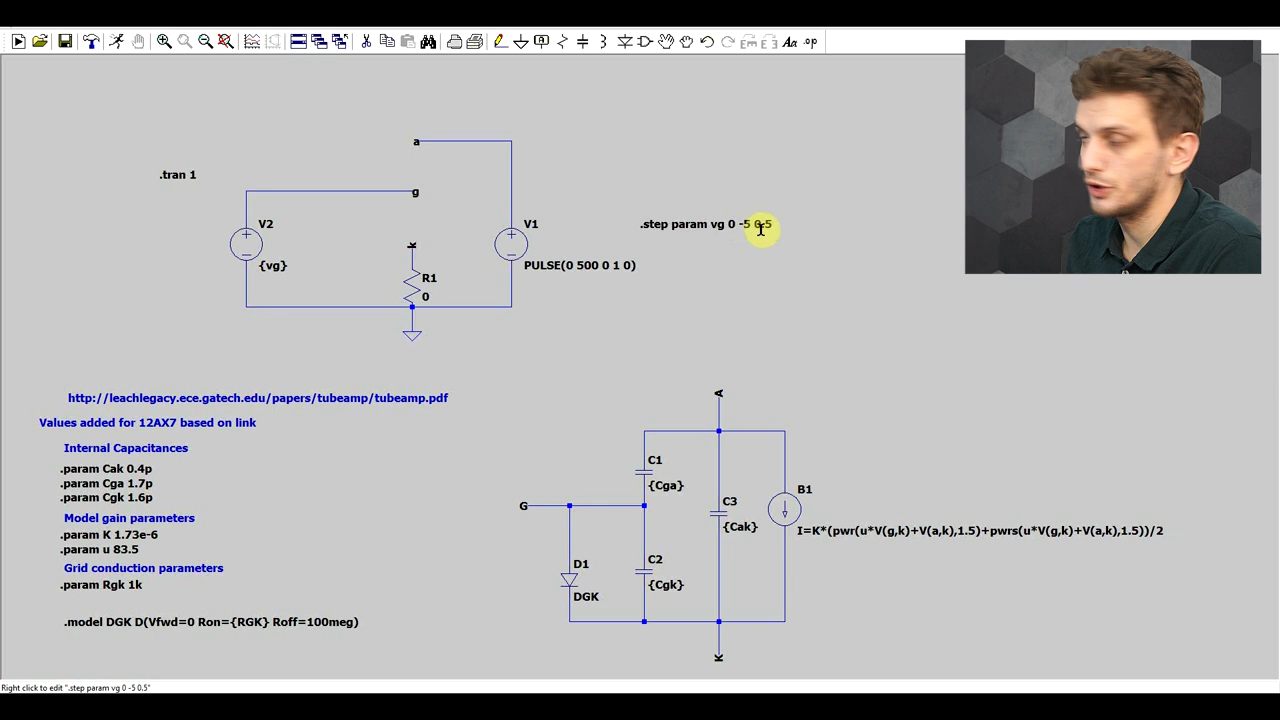 .op
a
.tran 1
g
V2
V1
.step param vg 0 -5 0.5
k
{vg}
PULSE(0 500 0 1 0)
R1
0
http://leachlegacy.ece.gatech.edu/papers/tubeamp/tubeamp.pdf
Values added for 12AX7 based on link
Internal Capacitances
.param Cak 0.4p
.param Cga 1.7p
.param Cgk 1.6p
Model gain parameters
.param K 1.73e-6
.param u 83.5
Grid conduction parameters
.param Rgk 1k
.model DGK D(Vfwd=0 Ron={RGK} Roff=100meg)
A
C1
{Cga}
B1
G
C3
{Cak}
I=K*(pwr(u*V(g,k)+V(a,k),1.5)+pwrs(u*V(g,k)+V(a,k),1.5))/2
D1
DGK
C2
{Cgk}
K
Right click to edit ".step param vg 0 -5 0.5"